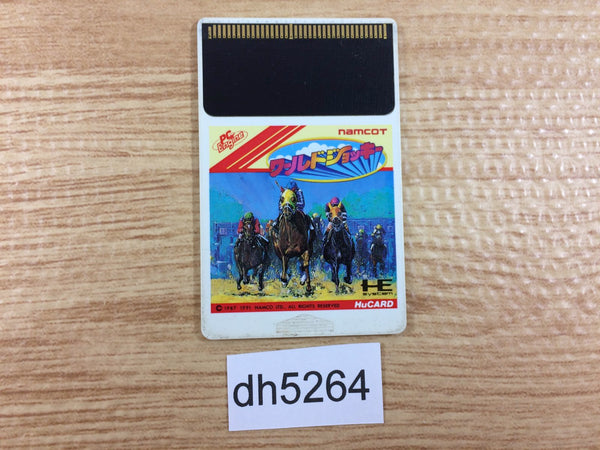 PC Engine
namcot
ワールドジョッキー
HE SYSTEM
© 1987 1991 NAMCO LTD., ALL RIGHTS RESERVED
HuCARD
dh5264